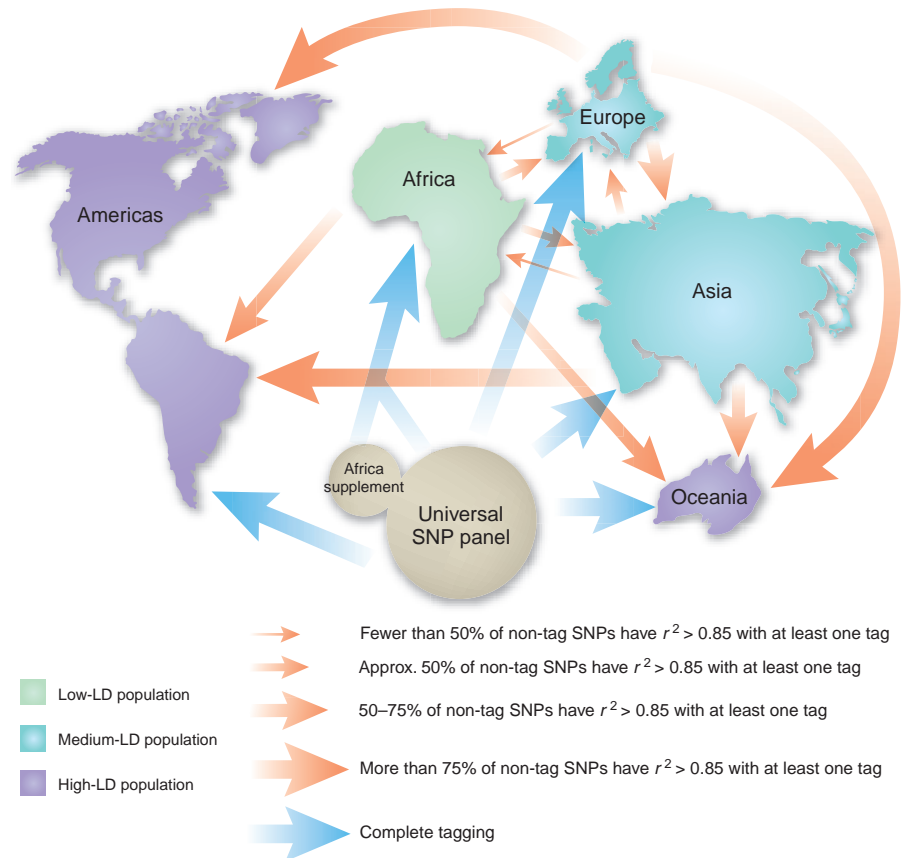 Europe
Africa
Americas
Asia
Africa
supplement
Universal
SNP panel
Oceania
Fewer than 50% of non-tag SNPs have r² > 0.85 with at least one tag
Approx. 50% of non-tag SNPs have r² > 0.85 with at least one tag
50–75% of non-tag SNPs have r² > 0.85 with at least one tag
More than 75% of non-tag SNPs have r² > 0.85 with at least one tag
Complete tagging
Low-LD population
Medium-LD population
High-LD population